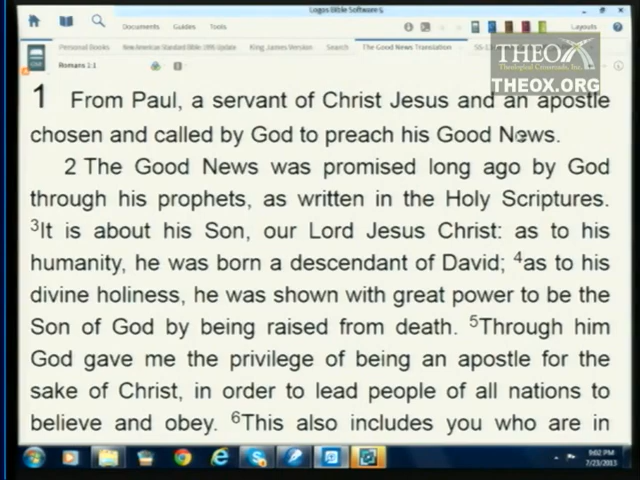 Logos Bible Software 5
Documents Guides Tools Layouts
Personal Books New American Standard Bible 1995 Update King James Version Search The Good News Translation
Romans 1:1
THEOX
Theological Crossroads, Inc.
THEOX.ORG
1 From Paul, a servant of Christ Jesus and an apostle
chosen and called by God to preach his Good News.
2 The Good News was promised long ago by God
through his prophets, as written in the Holy Scriptures.
3It is about his Son, our Lord Jesus Christ: as to his
humanity, he was born a descendant of David; 4as to his
divine holiness, he was shown with great power to be the
Son of God by being raised from death. 5Through him
God gave me the privilege of being an apostle for the
sake of Christ, in order to lead people of all nations to
believe and obey. 6This also includes you who are in
9:02 PM
7/23/2013